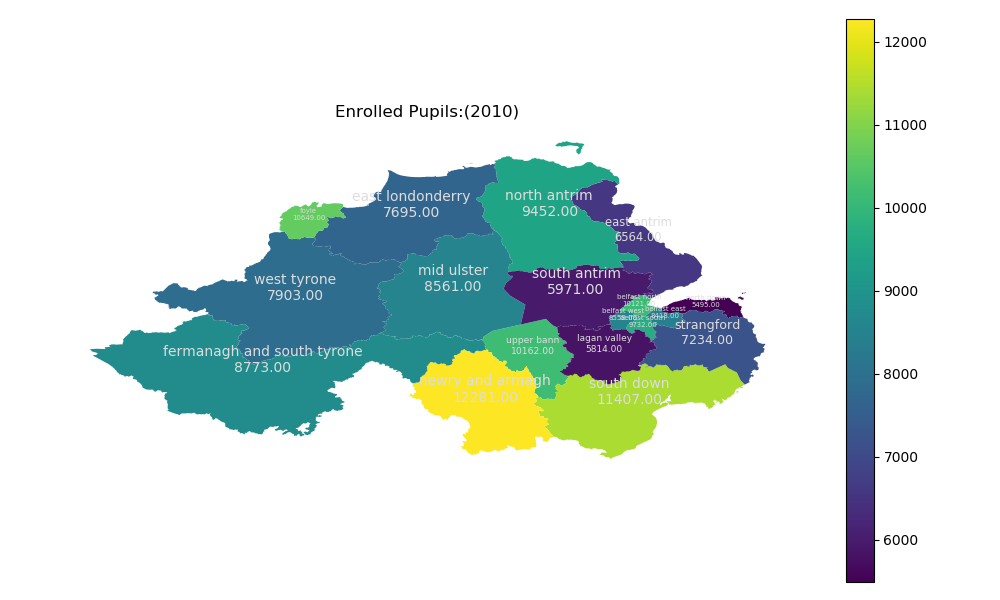 Enrolled Pupils:(2010)
12000
11000
10000
9000
8000
7000
6000
east londonderry
7695.00
north antrim
9452.00
foyle
10649.00
east antrim
6564.00
mid ulster
8561.00
south antrim
5971.00
west tyrone
7903.00
belfast north
10121.00
5495.00
belfast west
belfast east
belfast south
9732.00
strangford
7234.00
upper bann
10162.00
lagan valley
5814.00
fermanagh and south tyrone
8773.00
newry and armagh
12281.00
south down
11407.00